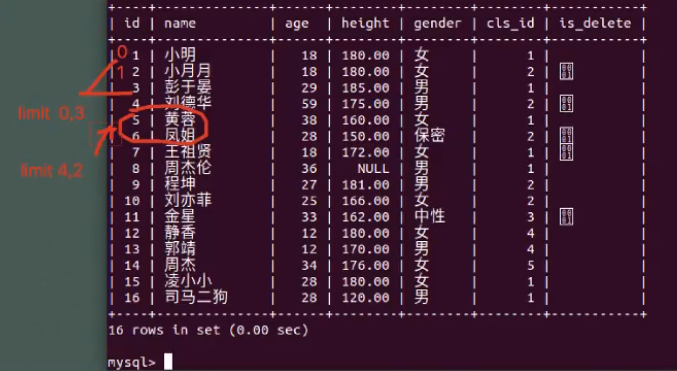 | id | name | age | height | gender | cls_id | is_delete |
| 1 | 小明 | 18 | 180.00 | 女 | 1 | |
| 2 | 小月月 | 18 | 180.00 | 女 | 2 | 0001 |
| 3 | 彭于晏 | 29 | 185.00 | 男 | 1 | |
| 4 | 刘德华 | 59 | 175.00 | 男 | 2 | 0001 |
| 5 | 黄蓉 | 38 | 160.00 | 女 | 1 | |
| 6 | 凤姐 | 28 | 150.00 | 保密 | 2 | 0001 |
| 7 | 王祖贤 | 18 | 172.00 | 女 | 1 | 0001 |
| 8 | 周杰伦 | 36 | NULL | 男 | 1 | |
| 9 | 程坤 | 27 | 181.00 | 男 | 2 | |
| 10 | 刘亦菲 | 25 | 166.00 | 女 | 2 | |
| 11 | 金星 | 33 | 162.00 | 中性 | 3 | 0001 |
| 12 | 静香 | 12 | 180.00 | 女 | 4 | |
| 13 | 郭靖 | 12 | 170.00 | 男 | 4 | |
| 14 | 周杰 | 34 | 176.00 | 女 | 5 | |
| 15 | 凌小小 | 28 | 180.00 | 女 | 1 | |
| 16 | 司马二狗 | 28 | 120.00 | 男 | 1 | |
16 rows in set (0.00 sec)
mysql>
0
1
limit 0,3
limit 4,2